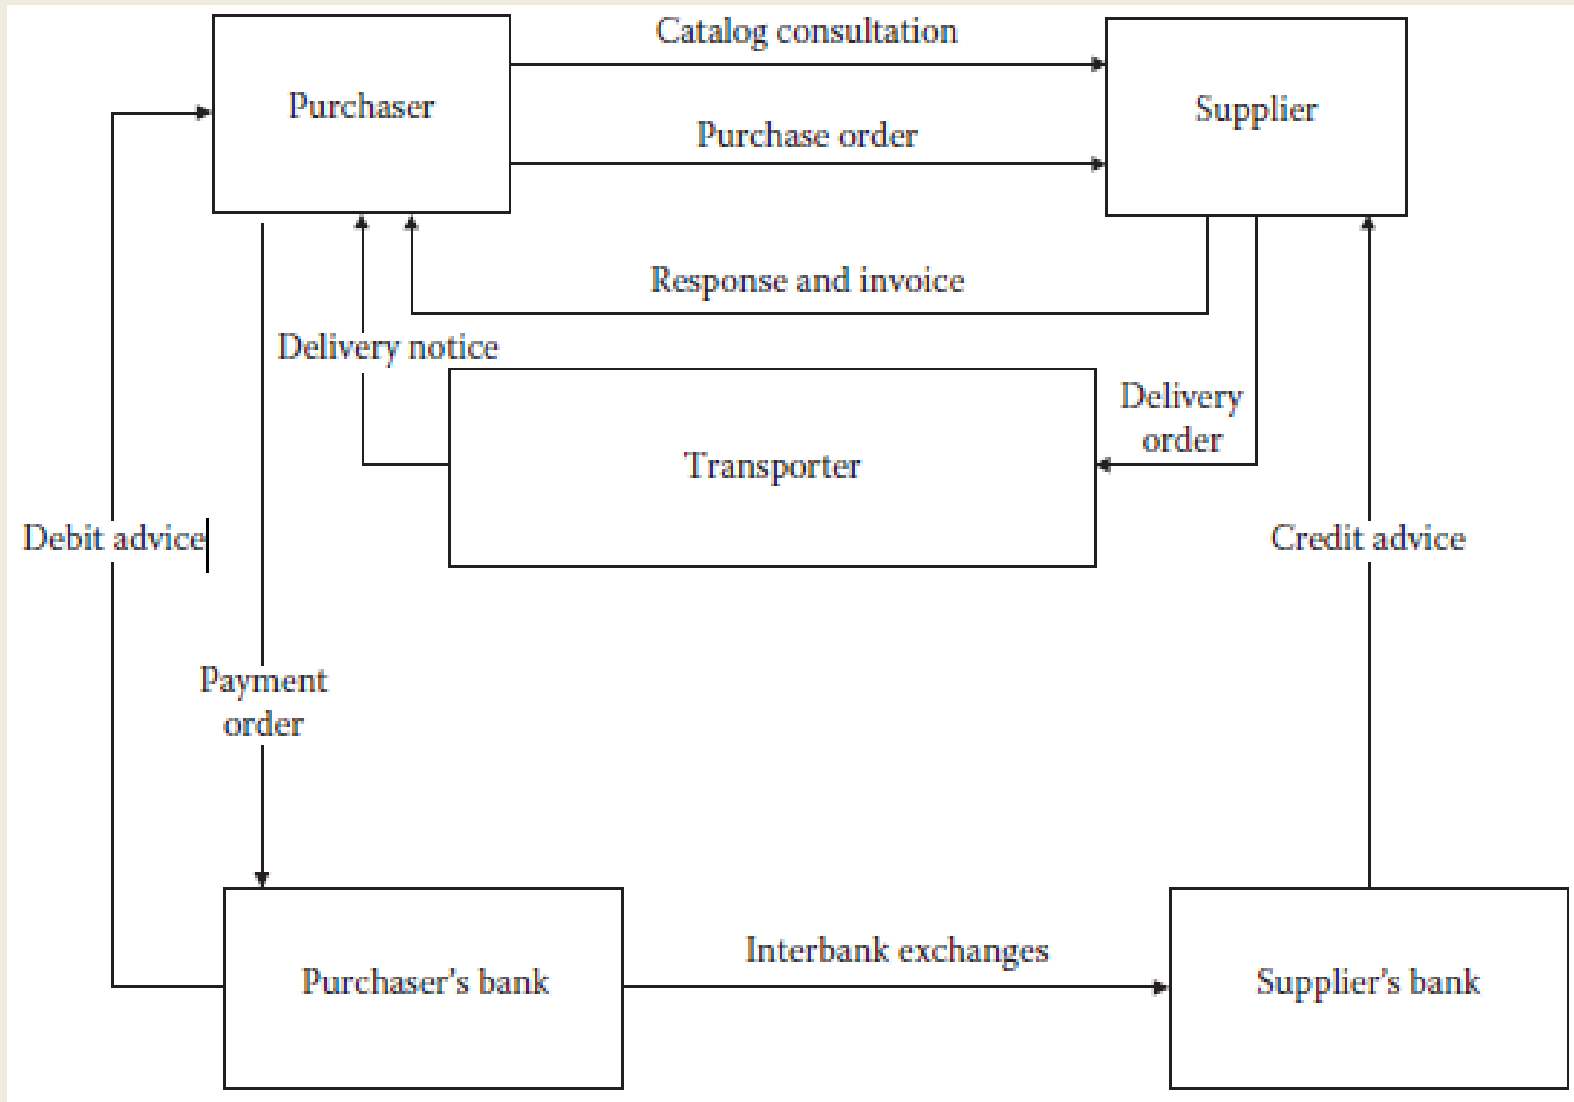 Catalog consultation
Purchaser
Supplier
Purchase order
Response and invoice
Delivery notice
Delivery
order
Transporter
Debit advice
Credit advice
Payment
order
Interbank exchanges
Purchaser's bank
Supplier's bank